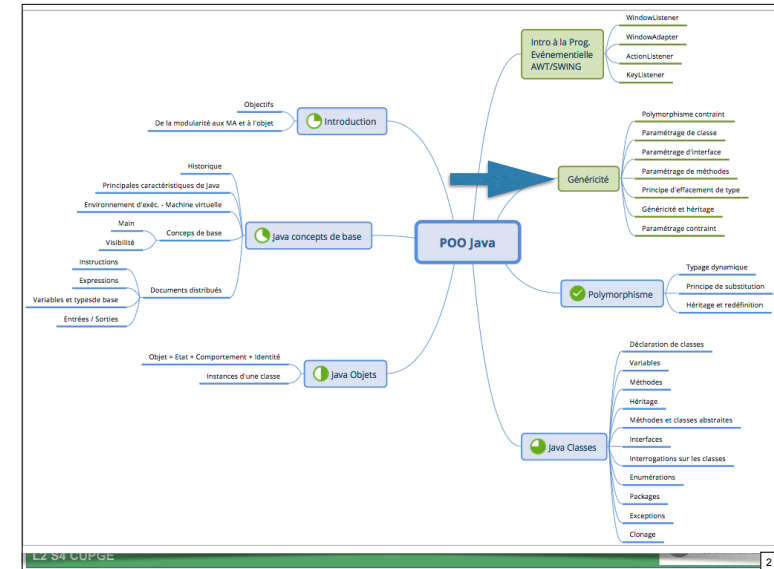 POO Java
Introduction
Objectifs
De la modularité aux MA et à l'objet
Java concepts de base
Historique
Principales caractéristiques de Java
Environnement d'exéc. - Machine virtuelle
Conceps de base
Main
Visibilité
Documents distribués
Instructions
Expressions
Variables et typesde base
Entrées / Sorties
Java Objets
Objet = Etat + Comportement + Identité
Instances d'une classe
Intro à la Prog.
Evénementielle
AWT/SWING
WindowListener
WindowAdapter
ActionListener
KeyListener
Généricité
Polymorphisme contraint
Paramétrage de classe
Paramétrage d'interface
Paramétrage de méthodes
Principe d'effacement de type
Généricité et héritage
Paramétrage contraint
Polymorphisme
Typage dynamique
Principe de substitution
Héritage et redéfinition
Java Classes
Déclaration de classes
Variables
Méthodes
Héritage
Méthodes et classes abstraites
Interfaces
Interrogations sur les classes
Enumérations
Packages
Exceptions
Clonage
L2 S4 CUPGE
2